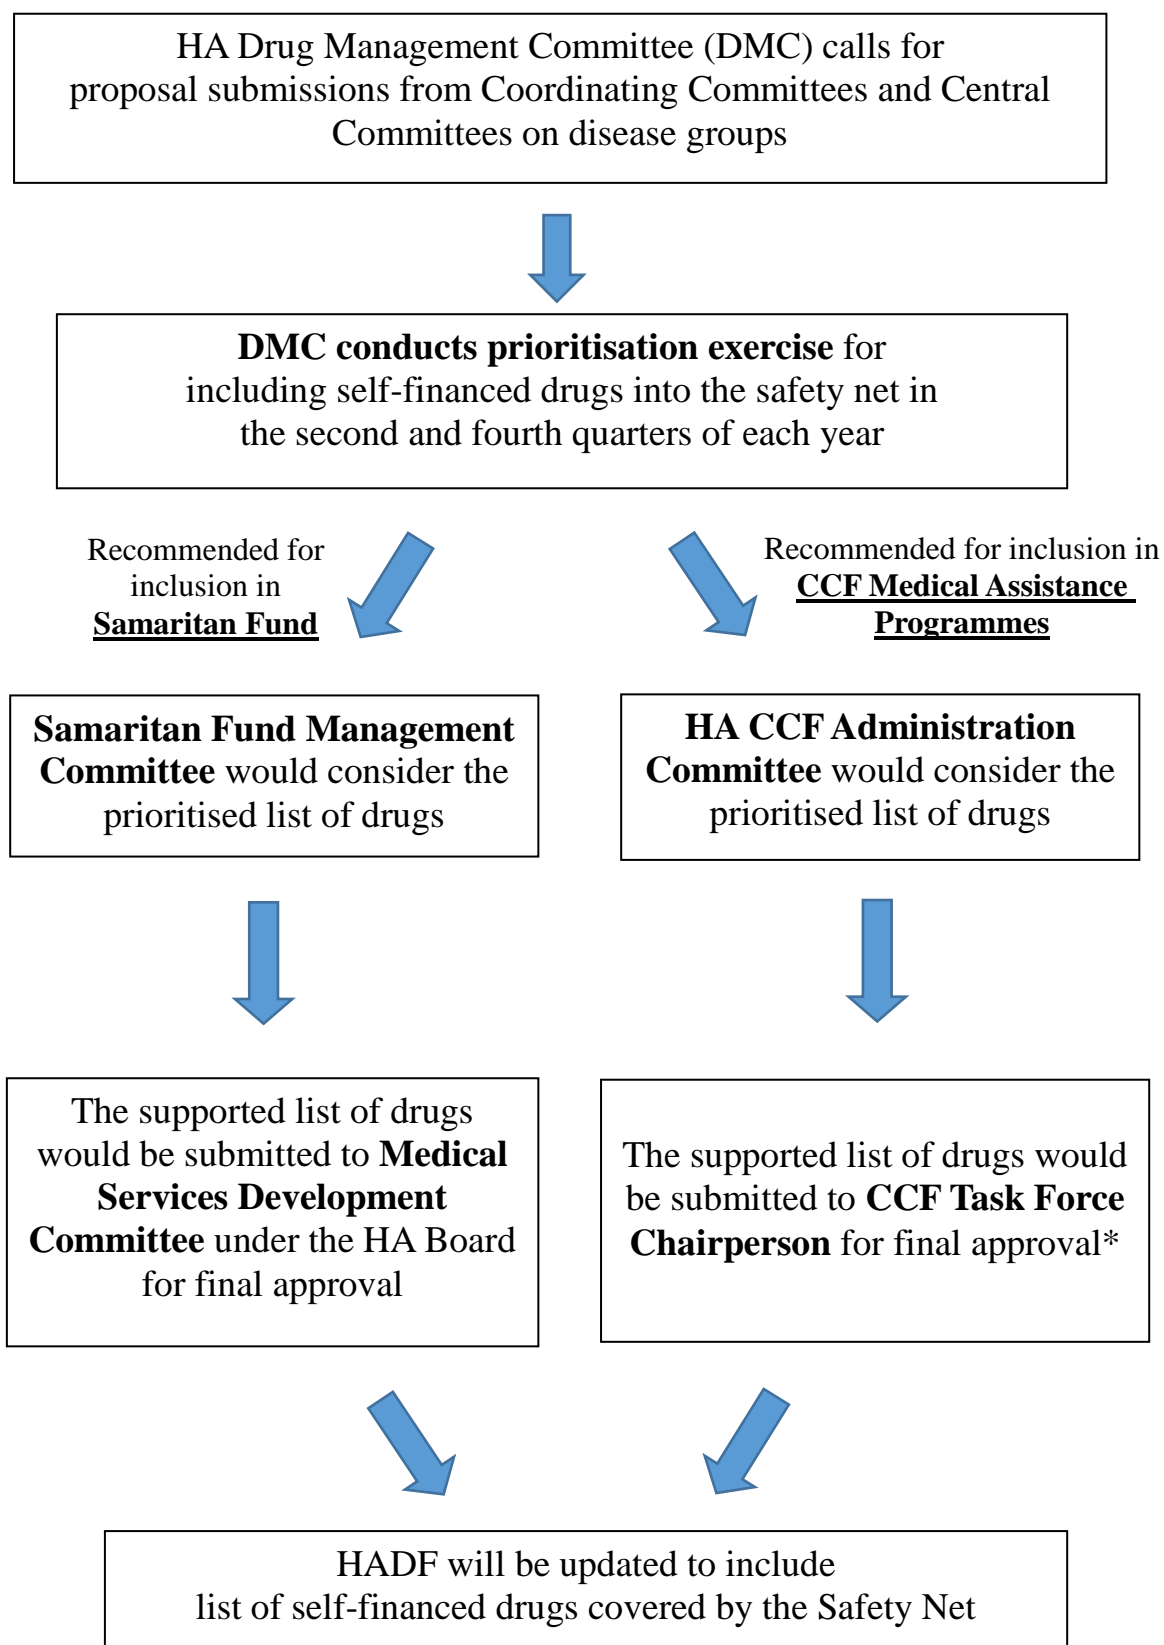 HA Drug Management Committee (DMC) calls for
proposal submissions from Coordinating Committees and Central
Committees on disease groups
DMC conducts prioritisation exercise for
including self-financed drugs into the safety net in
the second and fourth quarters of each year
Recommended for
inclusion in
Samaritan Fund
Recommended for inclusion in
CCF Medical Assistance
Programmes
Samaritan Fund Management
Committee would consider the
prioritised list of drugs
HA CCF Administration
Committee would consider the
prioritised list of drugs
The supported list of drugs
would be submitted to Medical
Services Development
Committee under the HA Board
for final approval
The supported list of drugs would
be submitted to CCF Task Force
Chairperson for final approval*
HADF will be updated to include
list of self-financed drugs covered by the Safety Net